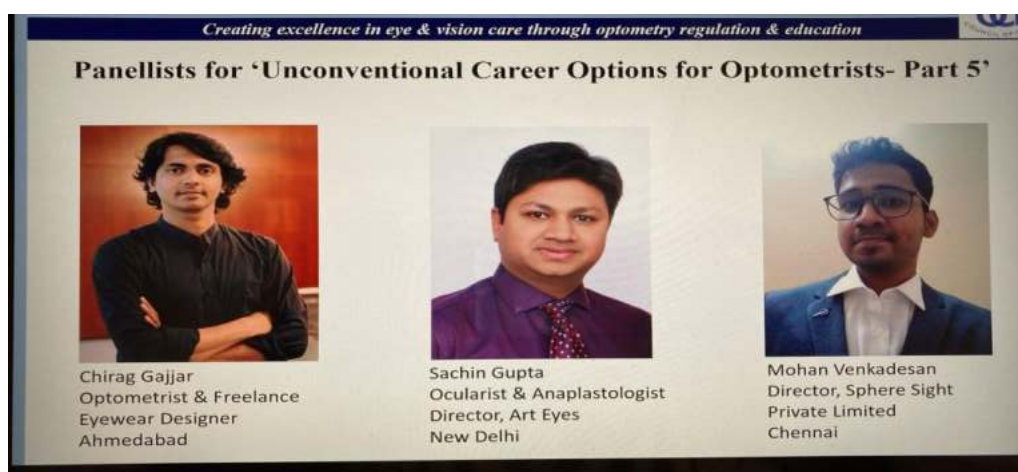 Creating excellence in eye & vision care through optometry regulation & education
Panellists for ‘Unconventional Career Options for Optometrists- Part 5’
Chirag Gajjar
Optometrist & Freelance
Eyewear Designer
Ahmedabad
Sachin Gupta
Ocularist & Anaplastologist
Director, Art Eyes
New Delhi
Mohan Venkadesan
Director, Sphere Sight
Private Limited
Chennai